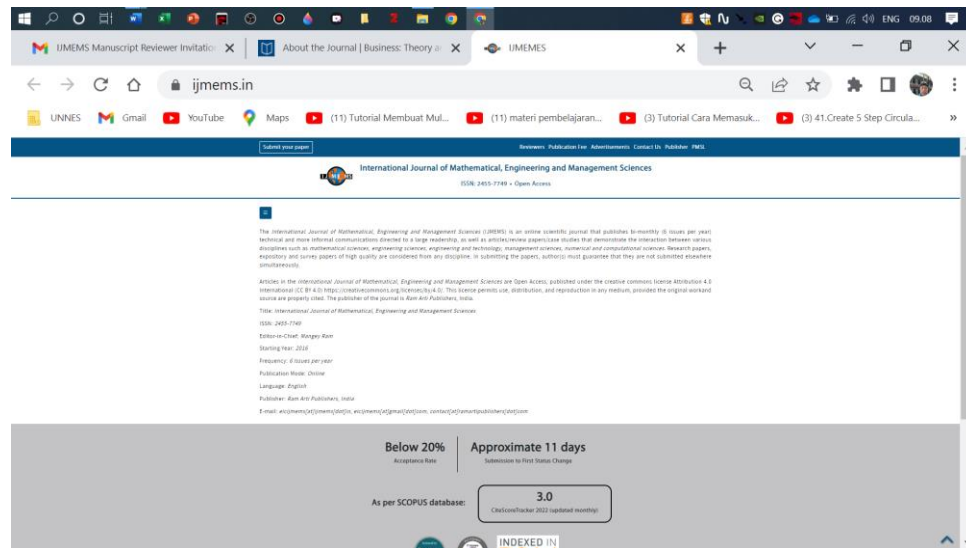 ENG 09.08
IJMEMS Manuscript Reviewer Invitatio
About the Journal | Business: Theory a
IJMEMES
ijmems.in
UNNES
Gmail
YouTube
Maps
(11) Tutorial Membuat Mul...
(11) materi pembelajaran...
(3) Tutorial Cara Memasuk...
(3) 41.Create 5 Step Circula...
Submit your paper
Reviewers Publication Fee Advertisements Contact Us Publisher PMSL
International Journal of Mathematical, Engineering and Management Sciences
ISSN: 2455-7749 • Open Access
The International Journal of Mathematical, Engineering and Management Sciences (IJMEMS) is an online scientific journal that publishes bi-monthly (6 issues per year)
technical and more informal communications directed to a large readership, as well as articles/review papers/case studies that demonstrate the interaction between various
disciplines such as mathematical sciences, engineering sciences, engineering and technology, management sciences, numerical and computational sciences. Research papers,
expository and survey papers of high quality are considered from any discipline. In submitting the papers, author(s) must guarantee that they are not submitted elsewhere
simultaneously.
Articles in the International Journal of Mathematical, Engineering and Management Sciences are Open Access, published under the creative commons license Attribution 4.0
International (CC BY 4.0) https://creativecommons.org/licenses/by/4.0/. This license permits use, distribution, and reproduction in any medium, provided the original workand
source are properly cited. The publisher of the journal is Ram Arti Publishers, India.
Title: International Journal of Mathematical, Engineering and Management Sciences
ISSN: 2455-7749
Editor-in-Chief: Mangey Ram
Starting Year: 2016
Frequency: 6 issues per year
Publication Mode: Online
Language: English
Publisher: Ram Arti Publishers, India
E-mail: eic[at]ijmems[dot]in, eicijmems[at]gmail[dot]com, contact[at]ramartipublishers[dot]com
Below 20%
Acceptance Rate
Approximate 11 days
Submission to First Status Change
As per SCOPUS database:
3.0
CiteScoreTracker 2022 (updated monthly)
INDEXED IN